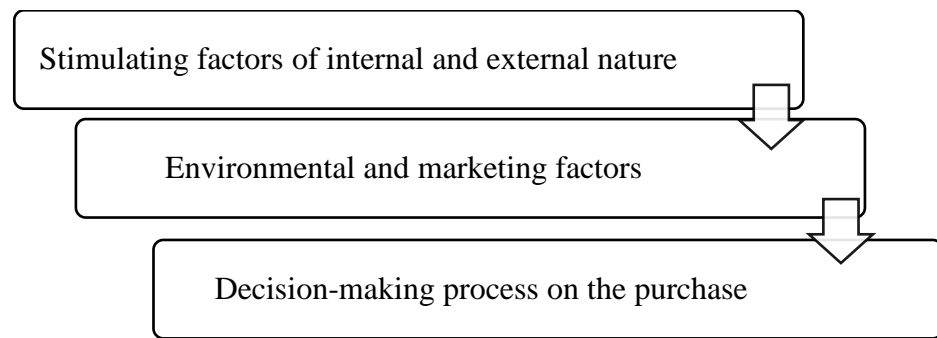 Stimulating factors of internal and external nature
Environmental and marketing factors
Decision-making process on the purchase